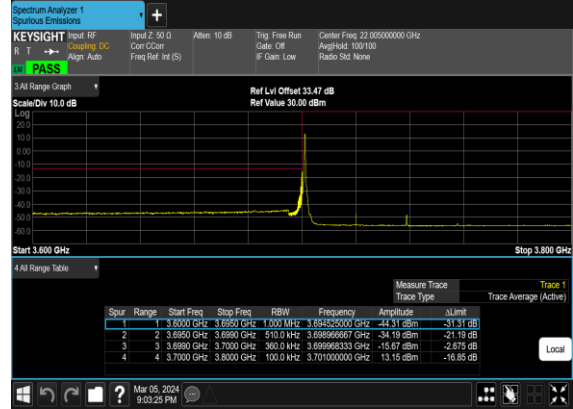 Spectrum Analyzer 1
Spurious Emissions
+
KEYSIGHT Input: RF Input Z: 50 Ω Atten: 10 dB Trig: Free Run Center Freq: 22.005000000 GHz
R T Coupling: DC Corr CCorr Gate: Off Avg|Hold: 100/100
Align: Auto Freq Ref: Int (S) IF Gain: Low Radio Std: None
PASS
3 All Range Graph
Ref Lvl Offset 33.47 dB
Scale/Div 10.0 dB Ref Value 30.00 dBm
Log
20.0
10.0
0.00
-10.0
-20.0
-30.0
-40.0
-50.0
-60.0
Start 3.600 GHz Stop 3.800 GHz
4 All Range Table
Measure Trace Trace 1
Trace Type Trace Average (Active)
Spur Range Start Freq Stop Freq RBW Frequency Amplitude ΔLimit
1 1 3.6000 GHz 3.6950 GHz 1.000 MHz 3.694525000 GHz -44.31 dBm -31.31 dB
2 2 3.6950 GHz 3.6990 GHz 510.0 kHz 3.698966667 GHz -34.19 dBm -21.19 dB
3 3 3.6990 GHz 3.7000 GHz 360.0 kHz 3.699968333 GHz -15.67 dBm -2.675 dB
4 4 3.7000 GHz 3.8000 GHz 100.0 kHz 3.701000000 GHz 13.15 dBm -16.85 dB
Local
? Mar 05, 2024
9:03:25 PM